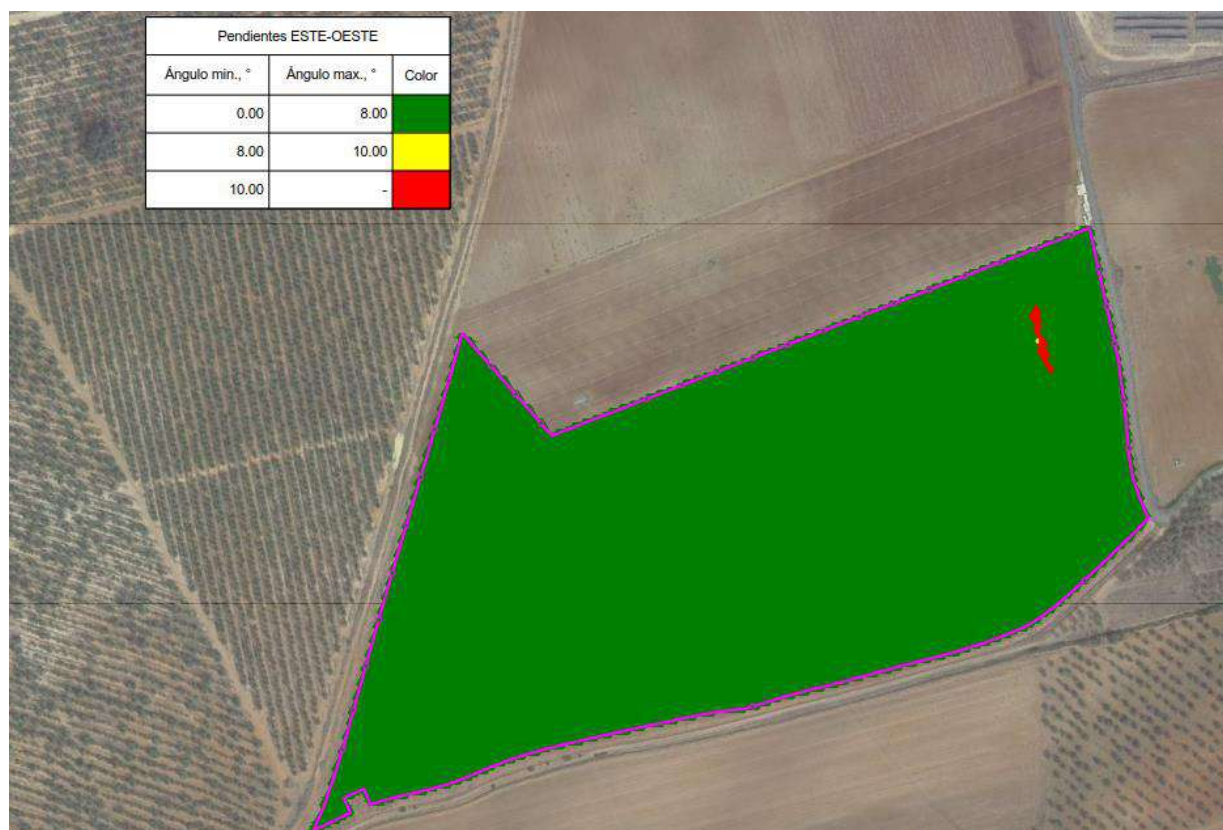 Pendientes ESTE-OESTE
Ángulo min., ° Ángulo max., ° Color
0.00 8.00
8.00 10.00
10.00 -